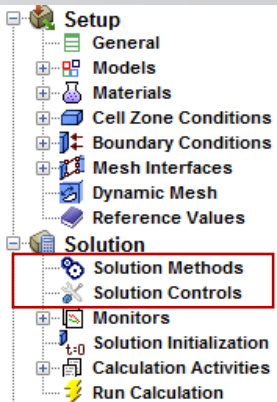 Setup
General
Models
Materials
Cell Zone Conditions
Boundary Conditions
Mesh Interfaces
Dynamic Mesh
Reference Values
Solution
Solution Methods
Solution Controls
Monitors
t=0 Solution Initialization
Calculation Activities
Run Calculation